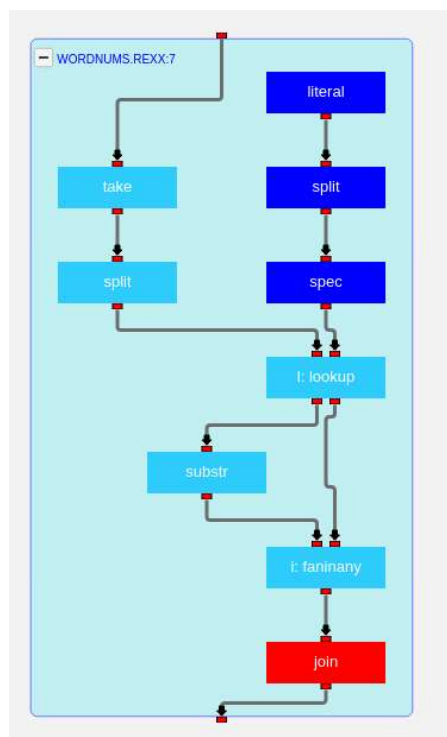 WORDNUMS.REXX:7
literal
take
split
split
spec
l: lookup
substr
i: faninany
join